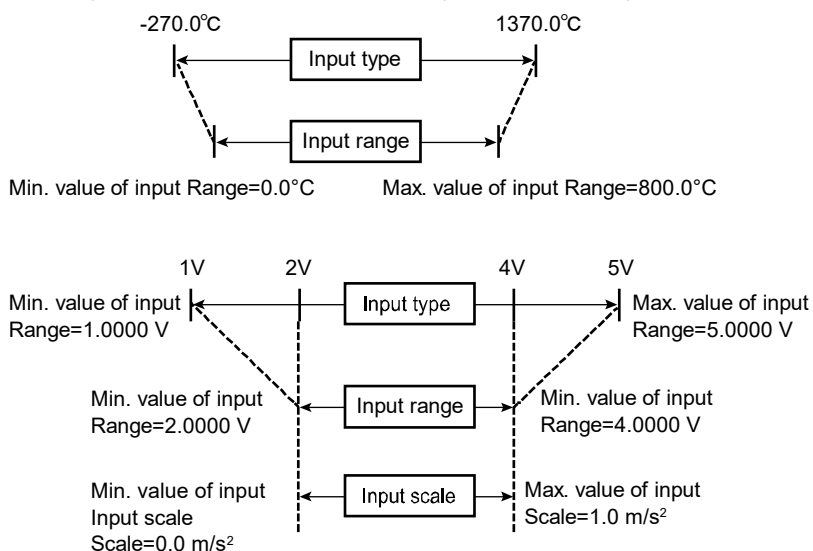 -270.0°C 1370.0°C
Input type
Input range
Min. value of input Range=0.0°C Max. value of input Range=800.0°C
1V 2V 4V 5V
Min. value of input
Range=1.0000 V
Input type
Max. value of input
Range=5.0000 V
Min. value of input
Range=2.0000 V
Input range
Min. value of input
Range=4.0000 V
Min. value of input
Input scale
Scale=0.0 m/s²
Input scale
Max. value of input
Scale=1.0 m/s²